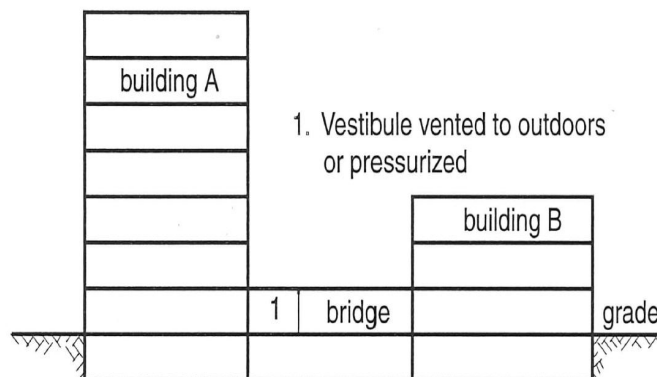 building A
1. Vestibule vented to outdoors
or pressurized
building B
1
bridge
grade